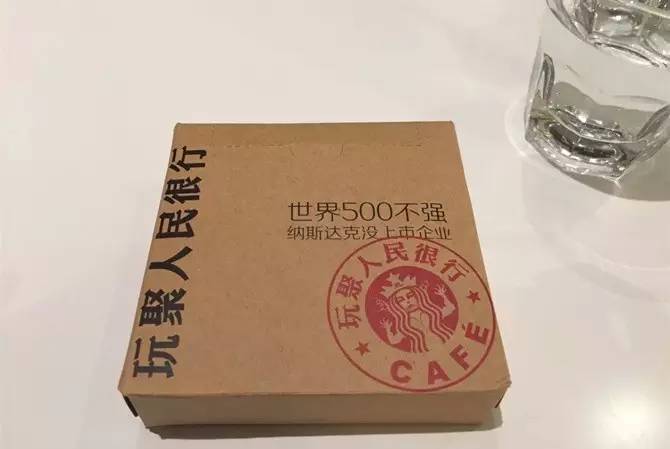 玩聚人民很行
世界500不强
纳斯达克没上市企业
玩聚人民很行
CAFÉ